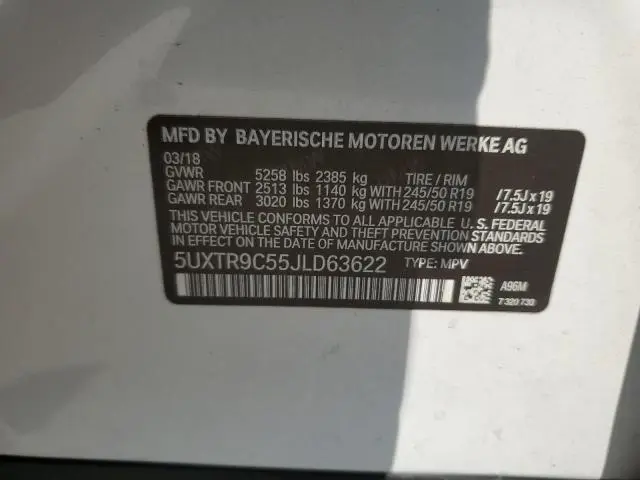 MFD BY BAYERISCHE MOTOREN WERKE AG
03/18
GVWR 5258 lbs 2385 kg TIRE / RIM
GAWR FRONT 2513 lbs 1140 kg WITH 245/50 R19 /7.5J x 19
GAWR REAR 3020 lbs 1370 kg WITH 245/50 R19 /7.5J x 19
THIS VEHICLE CONFORMS TO ALL APPLICABLE U. S. FEDERAL
MOTOR VEHICLE SAFETY AND THEFT PREVENTION STANDARDS
IN EFFECT ON THE DATE OF MANUFACTURE SHOWN ABOVE.
5UXTR9C55JLD63622 TYPE: MPV
A96M
7 320 730